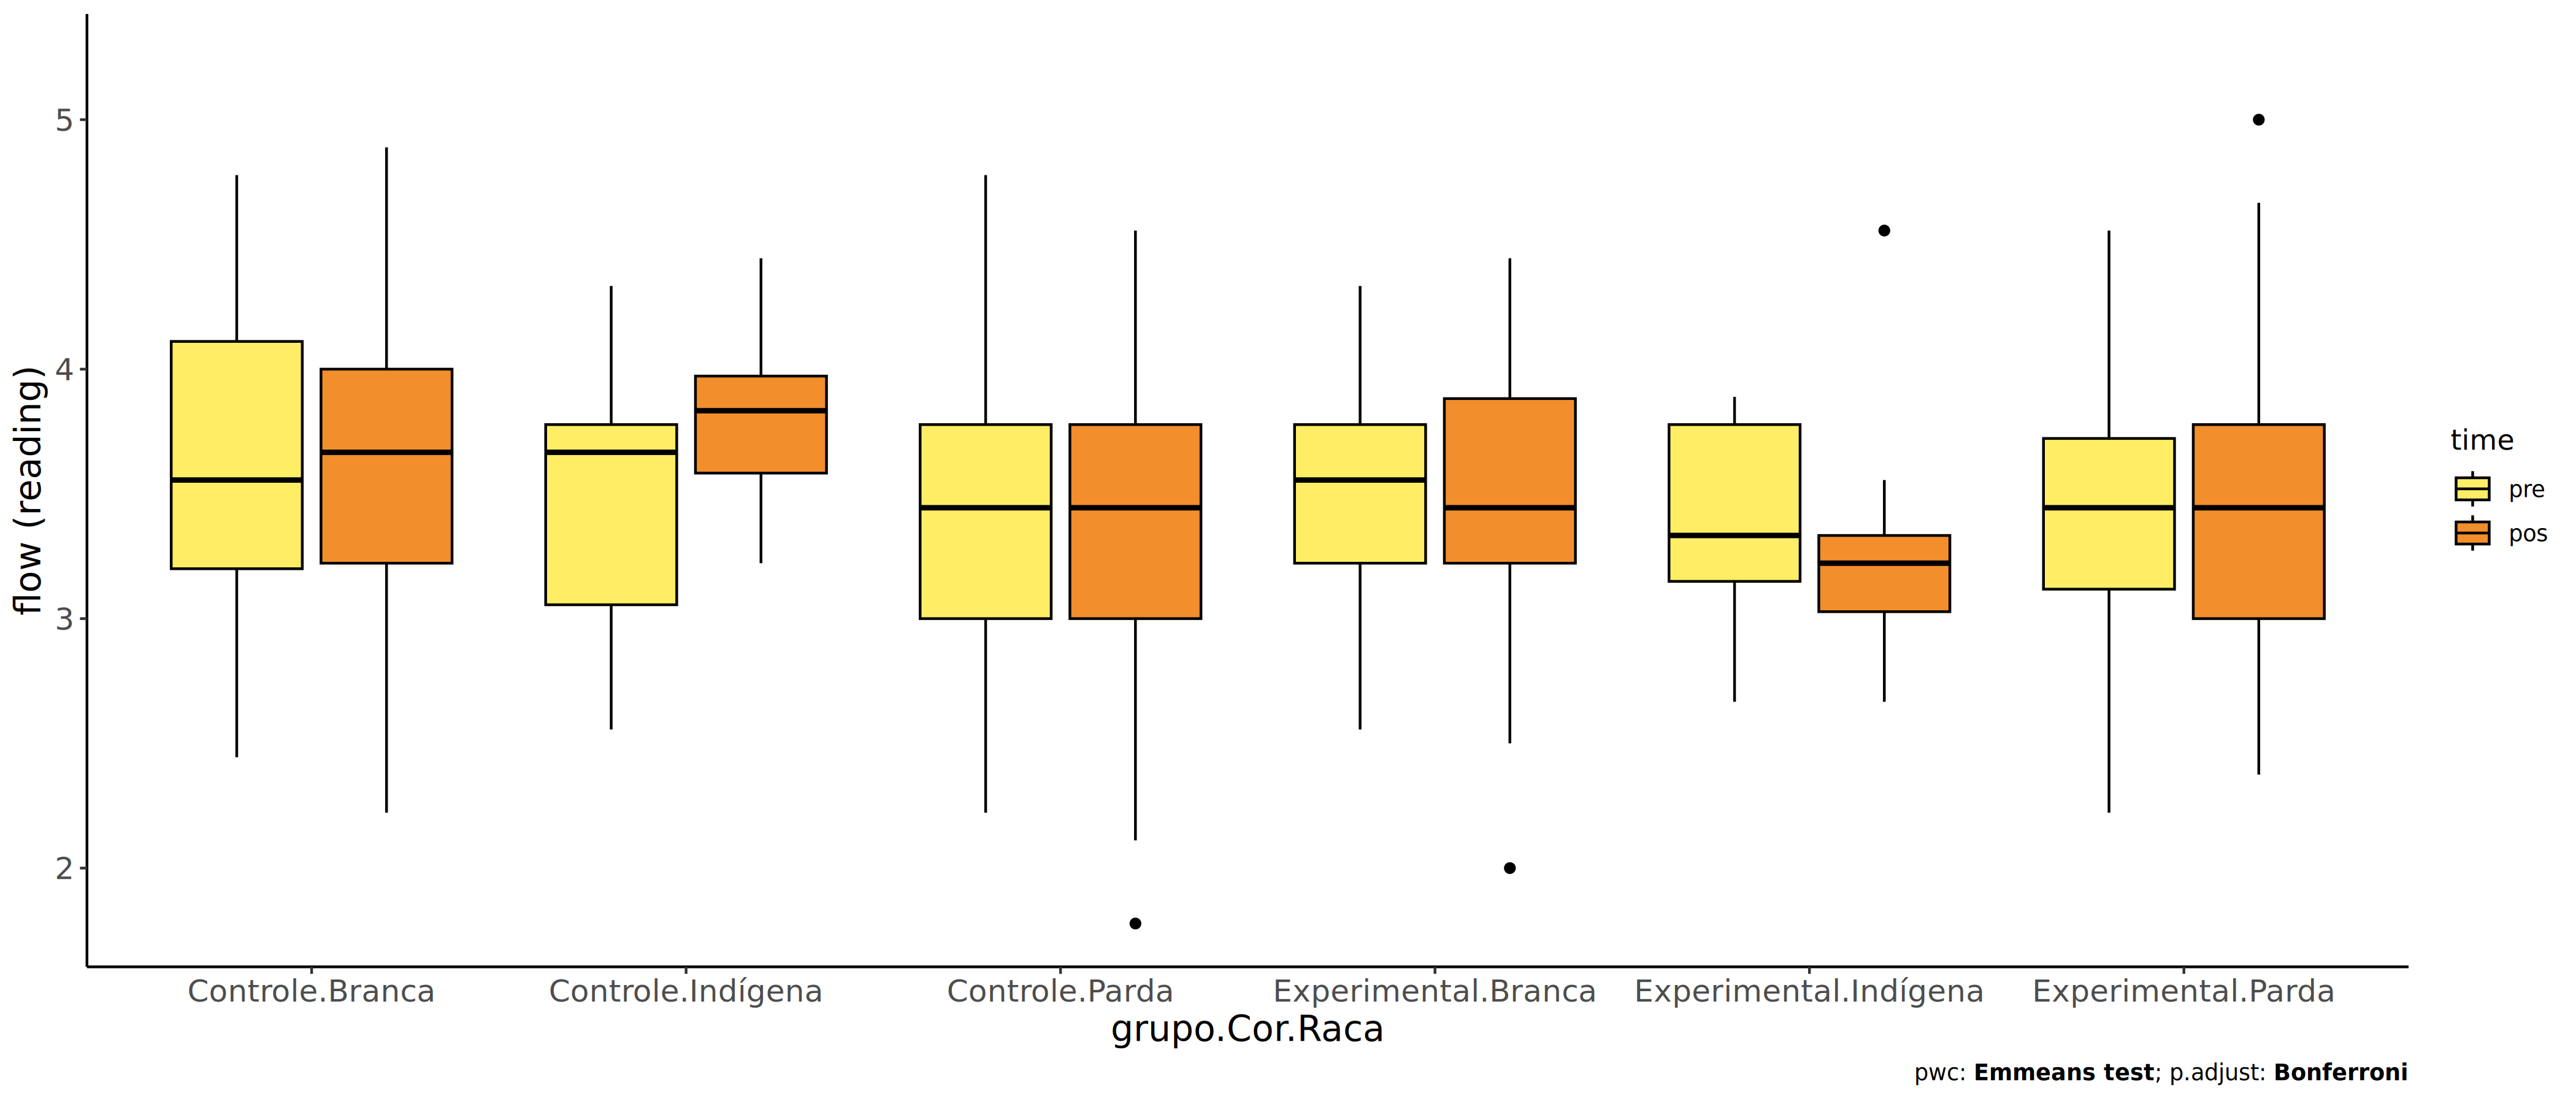 flow (reading)
5
4
3
2
Controle.Branca
Controle.Indígena
Controle.Parda
Experimental.Branca
Experimental.Indígena
Experimental.Parda
grupo.Cor.Raca
time
pre
pos
pwc: Emmeans test; p.adjust: Bonferroni